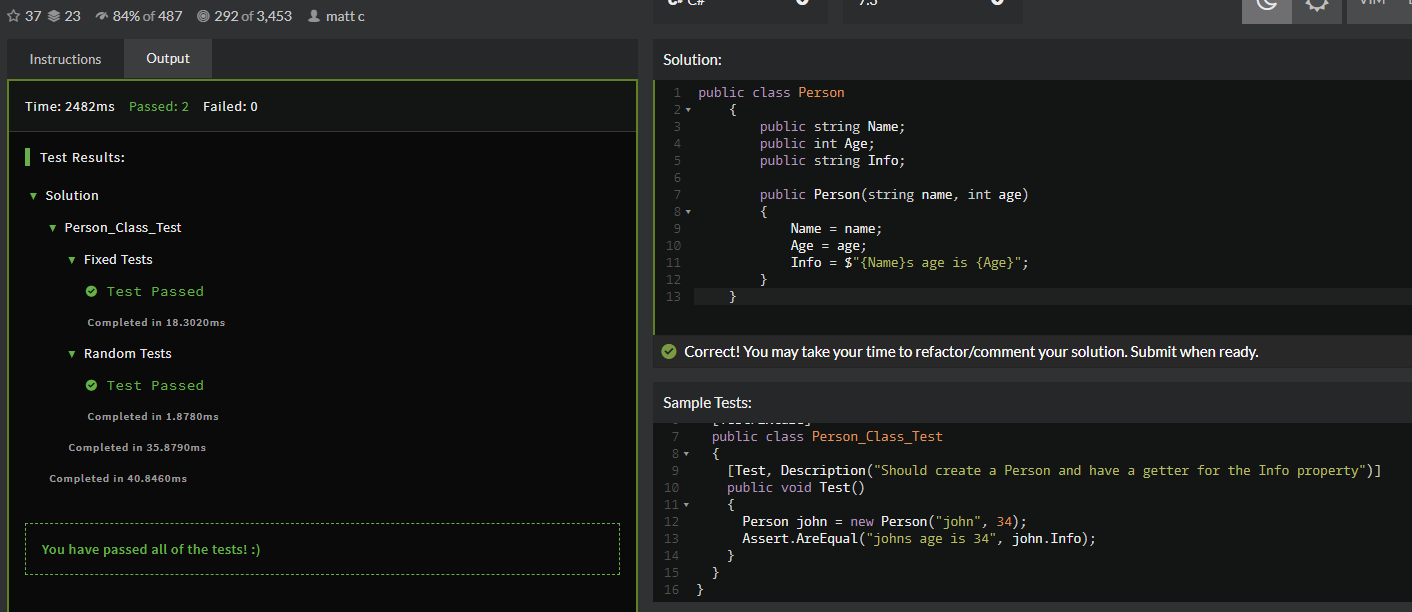 37 23 84% of 487 292 of 3,453 matt c
C# 7.3
VIM
Instructions Output
Time: 2482ms Passed: 2 Failed: 0
Test Results:
Solution
Person_Class_Test
Fixed Tests
Test Passed
Completed in 18.3020ms
Random Tests
Test Passed
Completed in 1.8780ms
Completed in 35.8790ms
Completed in 40.8460ms
You have passed all of the tests! :)
Solution:
1 public class Person
2 {
3 public string Name;
4 public int Age;
5 public string Info;
6
7 public Person(string name, int age)
8 {
9 Name = name;
10 Age = age;
11 Info = $"{Name}s age is {Age}";
12 }
13 }
Correct! You may take your time to refactor/comment your solution. Submit when ready.
Sample Tests:
7 public class Person_Class_Test
8 {
9 [Test, Description("Should create a Person and have a getter for the Info property")]
10 public void Test()
11 {
12 Person john = new Person("john", 34);
13 Assert.AreEqual("johns age is 34", john.Info);
14 }
15 }
16 }